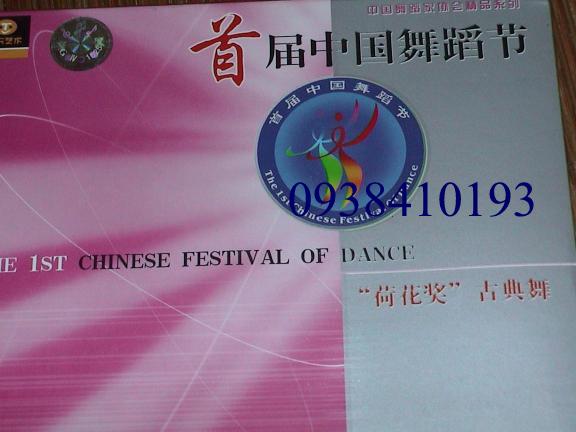 中国舞蹈家协会精品系列
首届中国舞蹈节
首届中国舞蹈节
The 1st Chinese Festival of Dance
0938410193
HE 1ST CHINESE FESTIVAL OF DANCE
“荷花奖” 古典舞